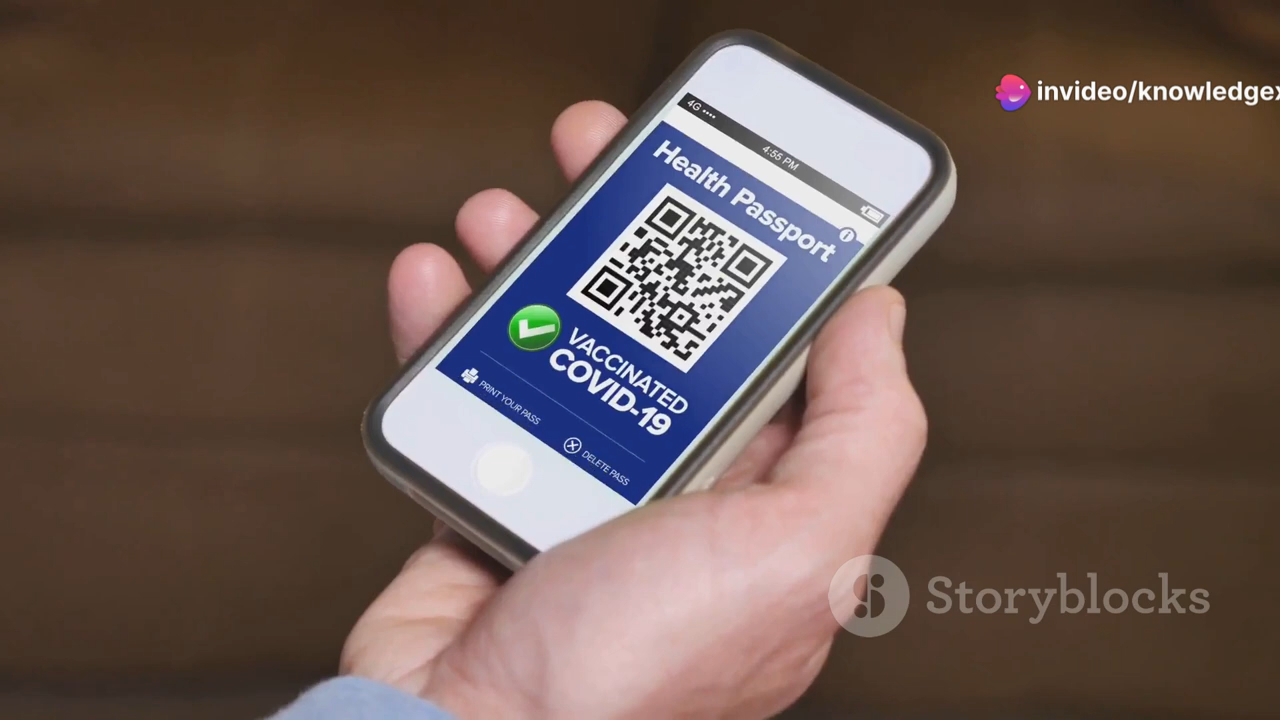 invideo/knowledgex
4G
4:55 PM
Health Passport
i
VACCINATED
COVID-19
PRINT YOUR PASS
DELETE PASS
Storyblocks